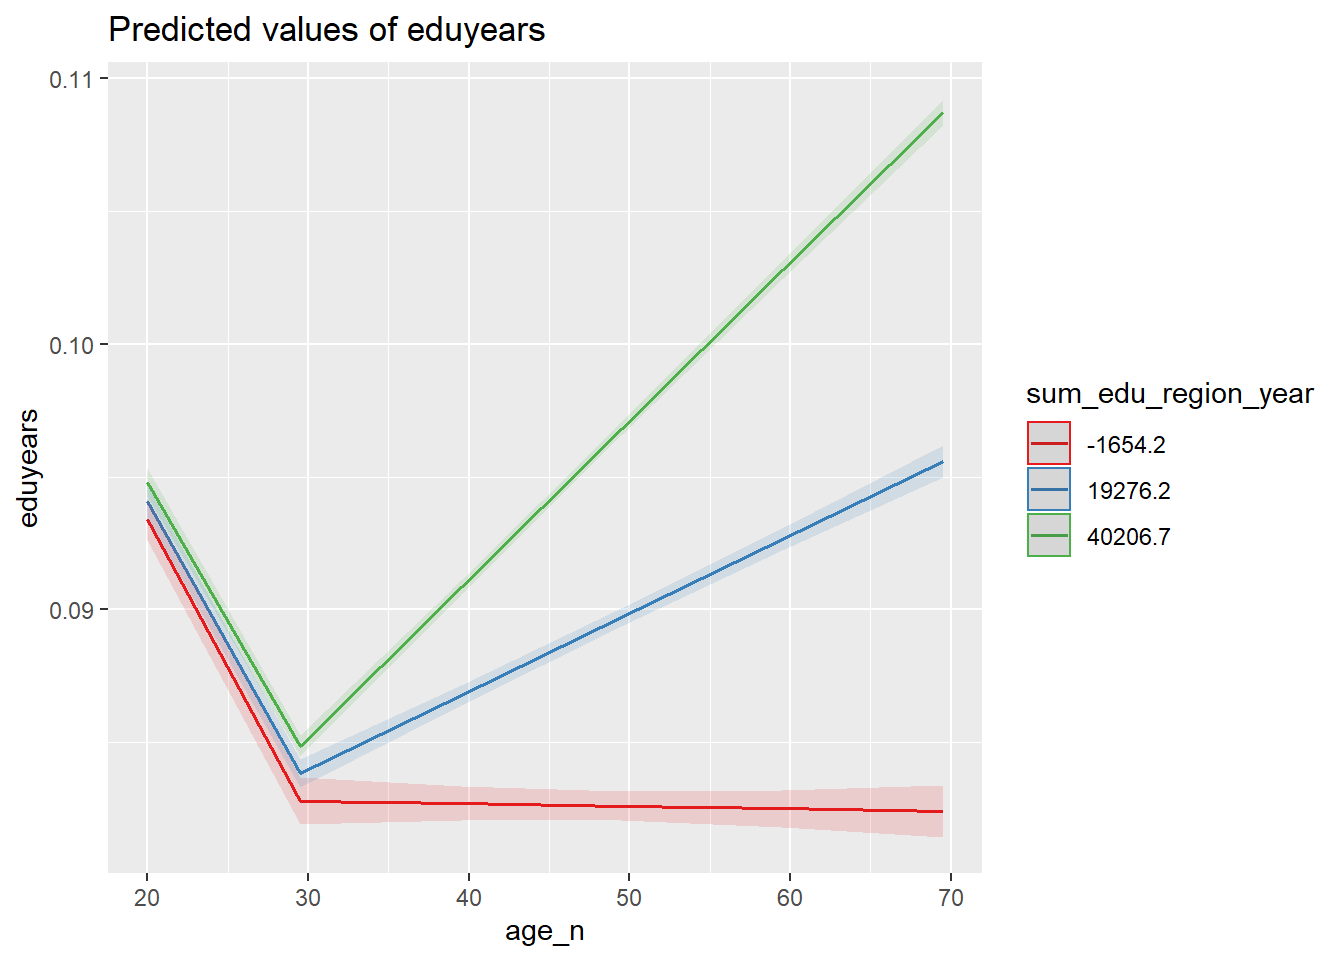 Predicted values of eduyears
0.11
0.10
0.09
eduyears
20 30 40 50 60 70
age_n
sum_edu_region_year
-1654.2
19276.2
40206.7